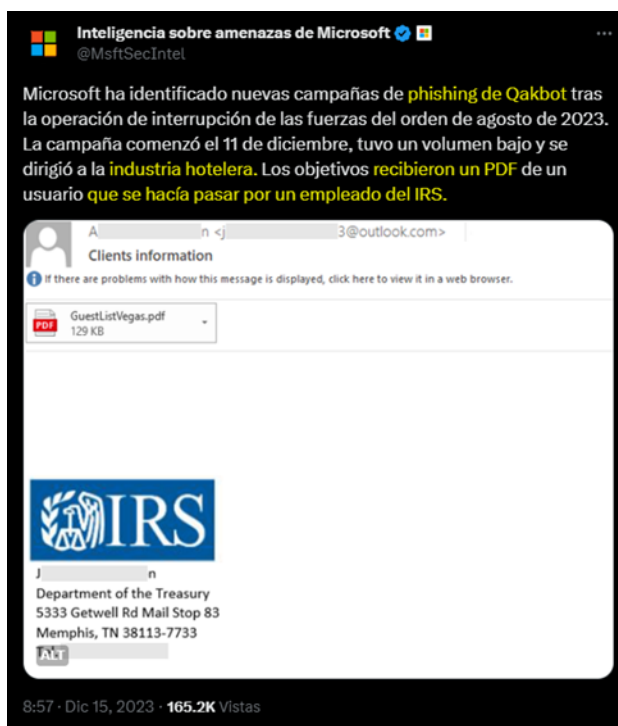 Inteligencia sobre amenazas de Microsoft
@MsftSecIntel
Microsoft ha identificado nuevas campañas de phishing de Qakbot tras
la operación de interrupción de las fuerzas del orden de agosto de 2023.
La campaña comenzó el 11 de diciembre, tuvo un volumen bajo y se
dirigió a la industria hotelera. Los objetivos recibieron un PDF de un
usuario que se hacía pasar por un empleado del IRS.
A n <j 3@outlook.com>
Clients information
If there are problems with how this message is displayed, click here to view it in a web browser.
PDF
GuestListVegas.pdf
129 KB
IRS
J n
Department of the Treasury
5333 Getwell Rd Mail Stop 83
Memphis, TN 38113-7733
ALT
8:57 · Dic 15, 2023 · 165.2K Vistas